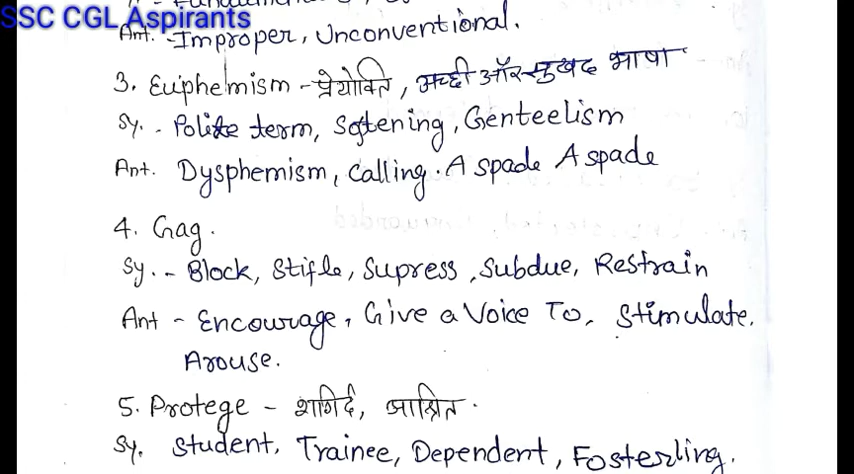 SSC CGL Aspirants
Ant. - Improper, Unconventional.
3. Euphemism - प्रेयोक्ति, अच्छी और सुखद भाषा
Sy. - Polite term, Softening, Genteelism
Ant. Dysphemism, Calling. A spade A spade
4. Gag.
Sy. - Block, Stifle, Supress, Subdue, Restrain
Ant - Encourage, Give a Voice To, Stimulate.
Arouse.
5. Protege - शागिर्द, आश्रित.
Sy. Student, Trainee, Dependent, Fosterling.